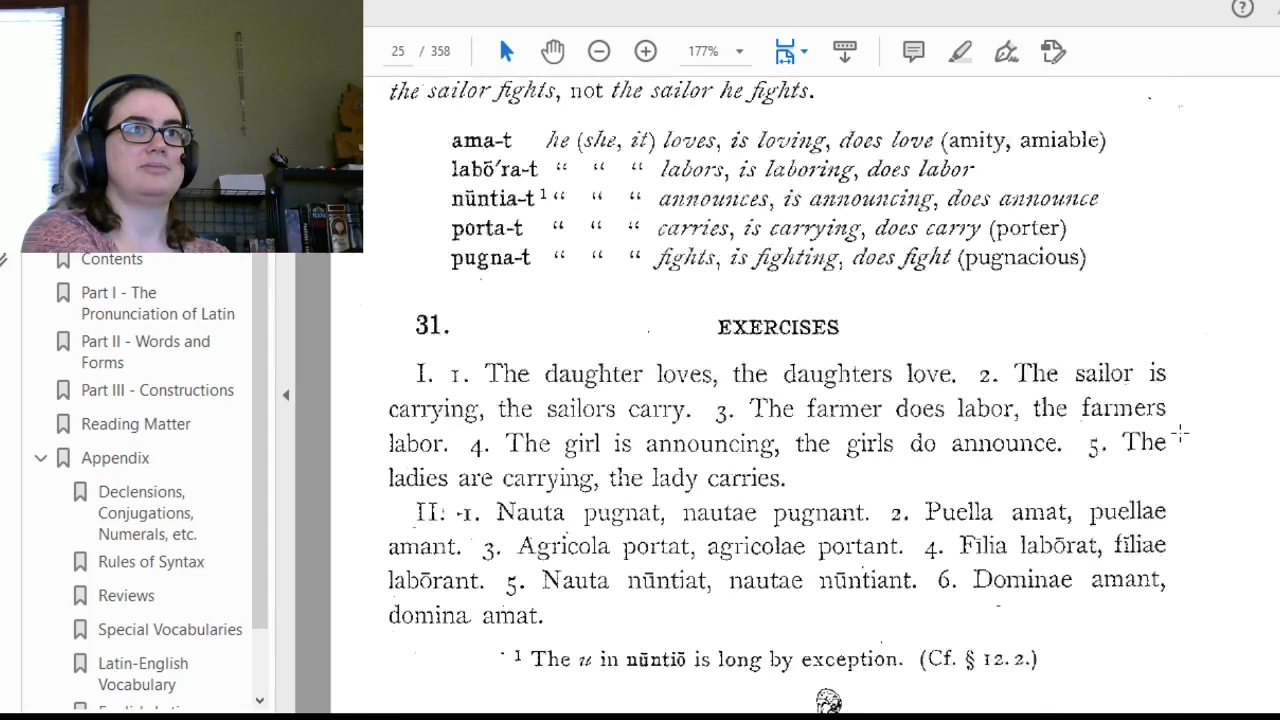 25 / 358
177%
the sailor fights, not the sailor he fights.
ama-t he (she, it) loves, is loving, does love (amity, amiable)
labō′ra-t “ “ “ labors, is laboring, does labor
nūntia-t¹ “ “ “ announces, is announcing, does announce
porta-t “ “ “ carries, is carrying, does carry (porter)
pugna-t “ “ “ fights, is fighting, does fight (pugnacious)
31. EXERCISES
I. 1. The daughter loves, the daughters love. 2. The sailor is
carrying, the sailors carry. 3. The farmer does labor, the farmers
labor. 4. The girl is announcing, the girls do announce. 5. The
ladies are carrying, the lady carries.
II. 1. Nauta pugnat, nautae pugnant. 2. Puella amat, puellae
amant. 3. Agricola portat, agricolae portant. 4. Fīlia labōrat, fīliae
labōrant. 5. Nauta nūntiat, nautae nūntiant. 6. Dominae amant,
domina amat.
¹ The u in nūntiō is long by exception. (Cf. § 12. 2.)
Contents
Part I - The
Pronunciation of Latin
Part II - Words and
Forms
Part III - Constructions
Reading Matter
Appendix
Declensions,
Conjugations,
Numerals, etc.
Rules of Syntax
Reviews
Special Vocabularies
Latin-English
Vocabulary